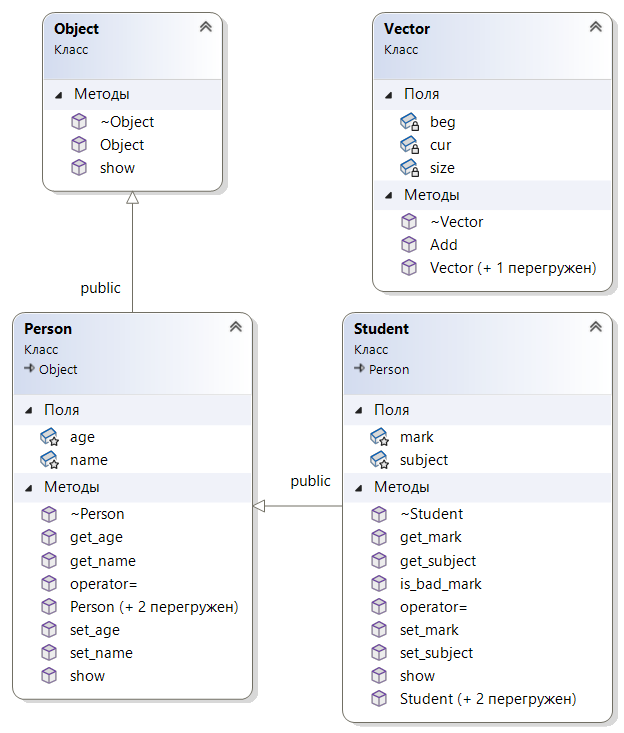 Object
Класс
Методы
~Object
Object
show
Vector
Класс
Поля
beg
cur
size
Методы
~Vector
Add
Vector (+ 1 перегружен)
public
Person
Класс
Object
Поля
age
name
Методы
~Person
get_age
get_name
operator=
Person (+ 2 перегружен)
set_age
set_name
show
public
Student
Класс
Person
Поля
mark
subject
Методы
~Student
get_mark
get_subject
is_bad_mark
operator=
set_mark
set_subject
show
Student (+ 2 перегружен)